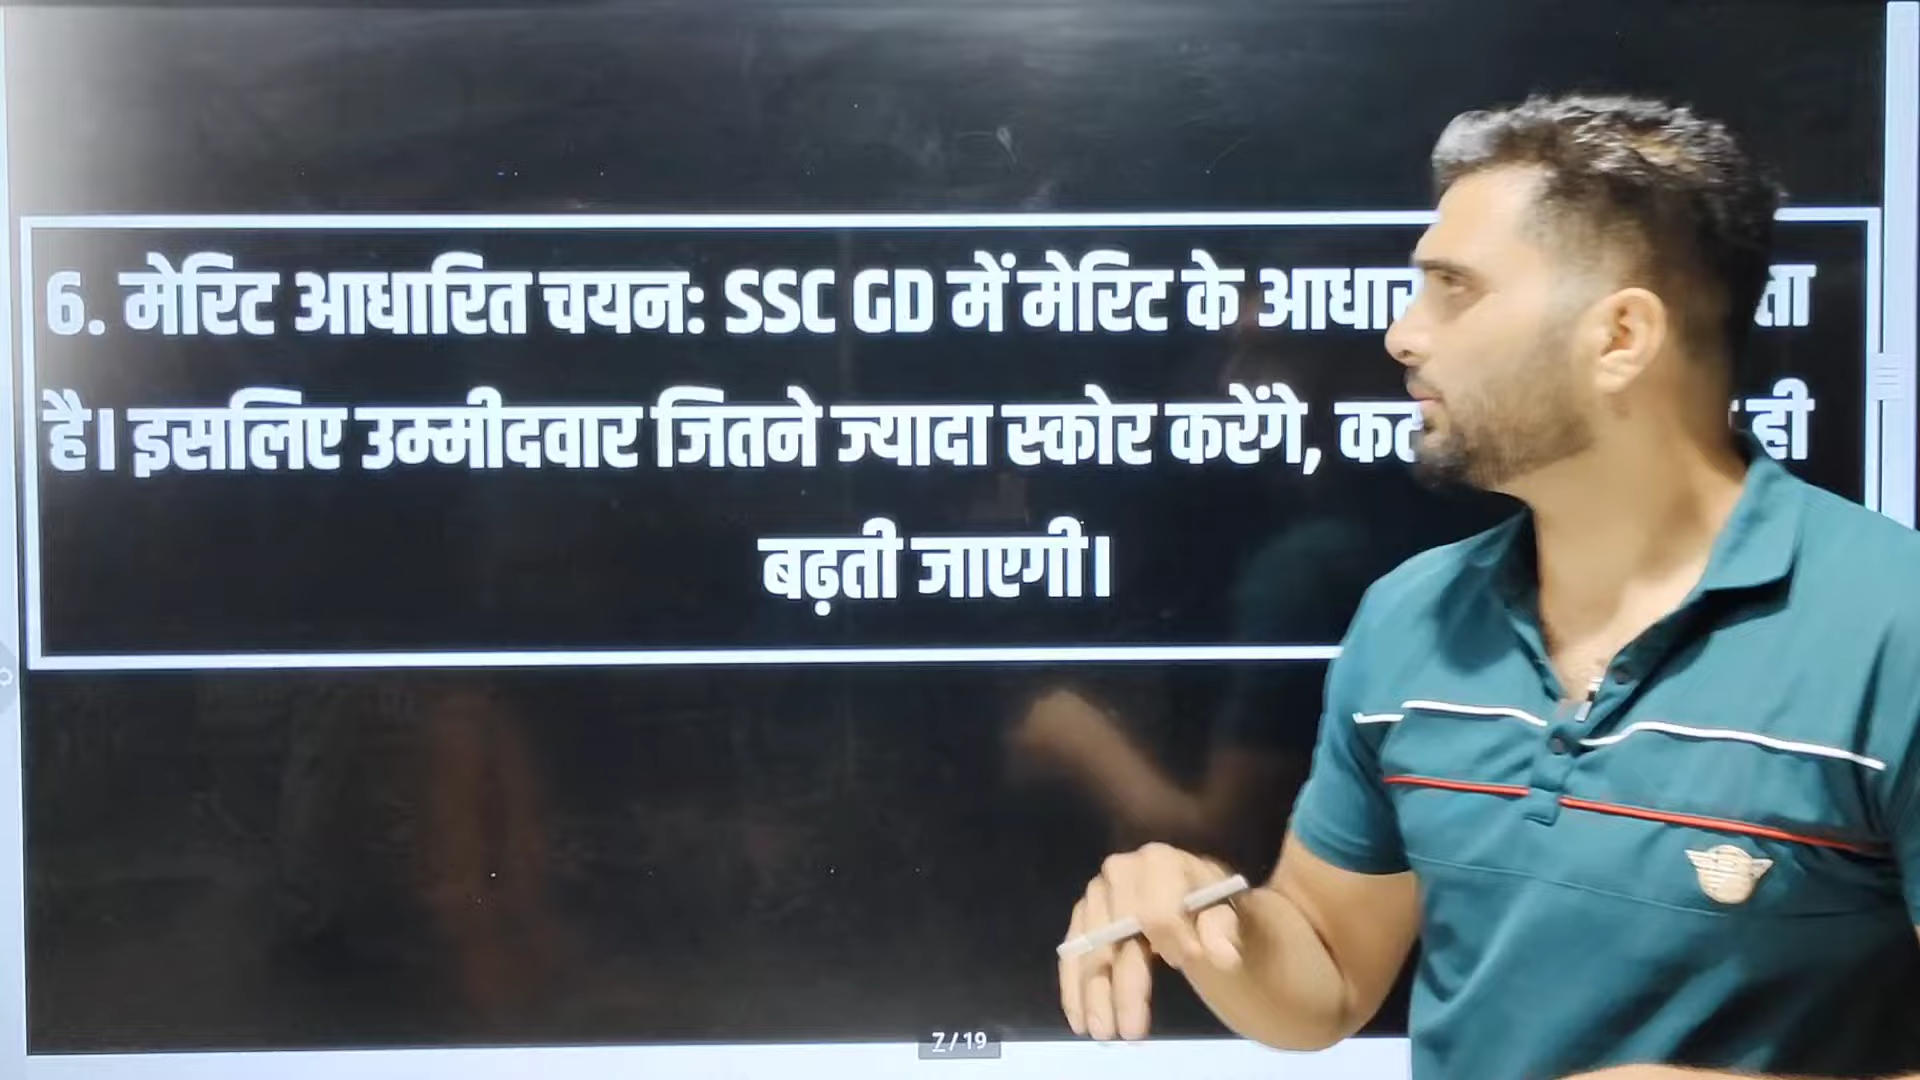 6. मेरिट आधारित चयन: SSC GD में मेरिट के आधार
है। इसलिए उम्मीदवार जितने ज्यादा स्कोर करेंगे, ही
बढ़ती जाएगी।
7/19